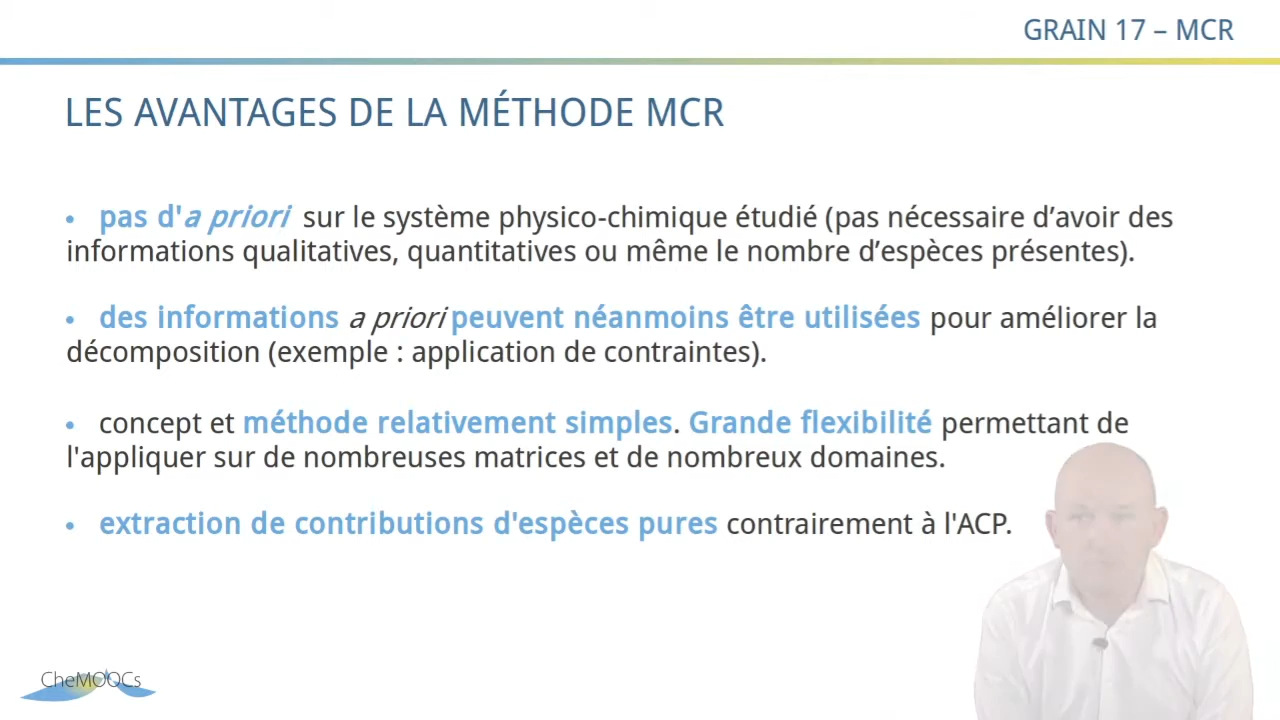 GRAIN 17 – MCR
LES AVANTAGES DE LA MÉTHODE MCR
• pas d'a priori sur le système physico-chimique étudié (pas nécessaire d’avoir des
informations qualitatives, quantitatives ou même le nombre d’espèces présentes).
• des informations a priori peuvent néanmoins être utilisées pour améliorer la
décomposition (exemple : application de contraintes).
• concept et méthode relativement simples. Grande flexibilité permettant de
l'appliquer sur de nombreuses matrices et de nombreux domaines.
• extraction de contributions d'espèces pures contrairement à l'ACP.
CheMOOCs